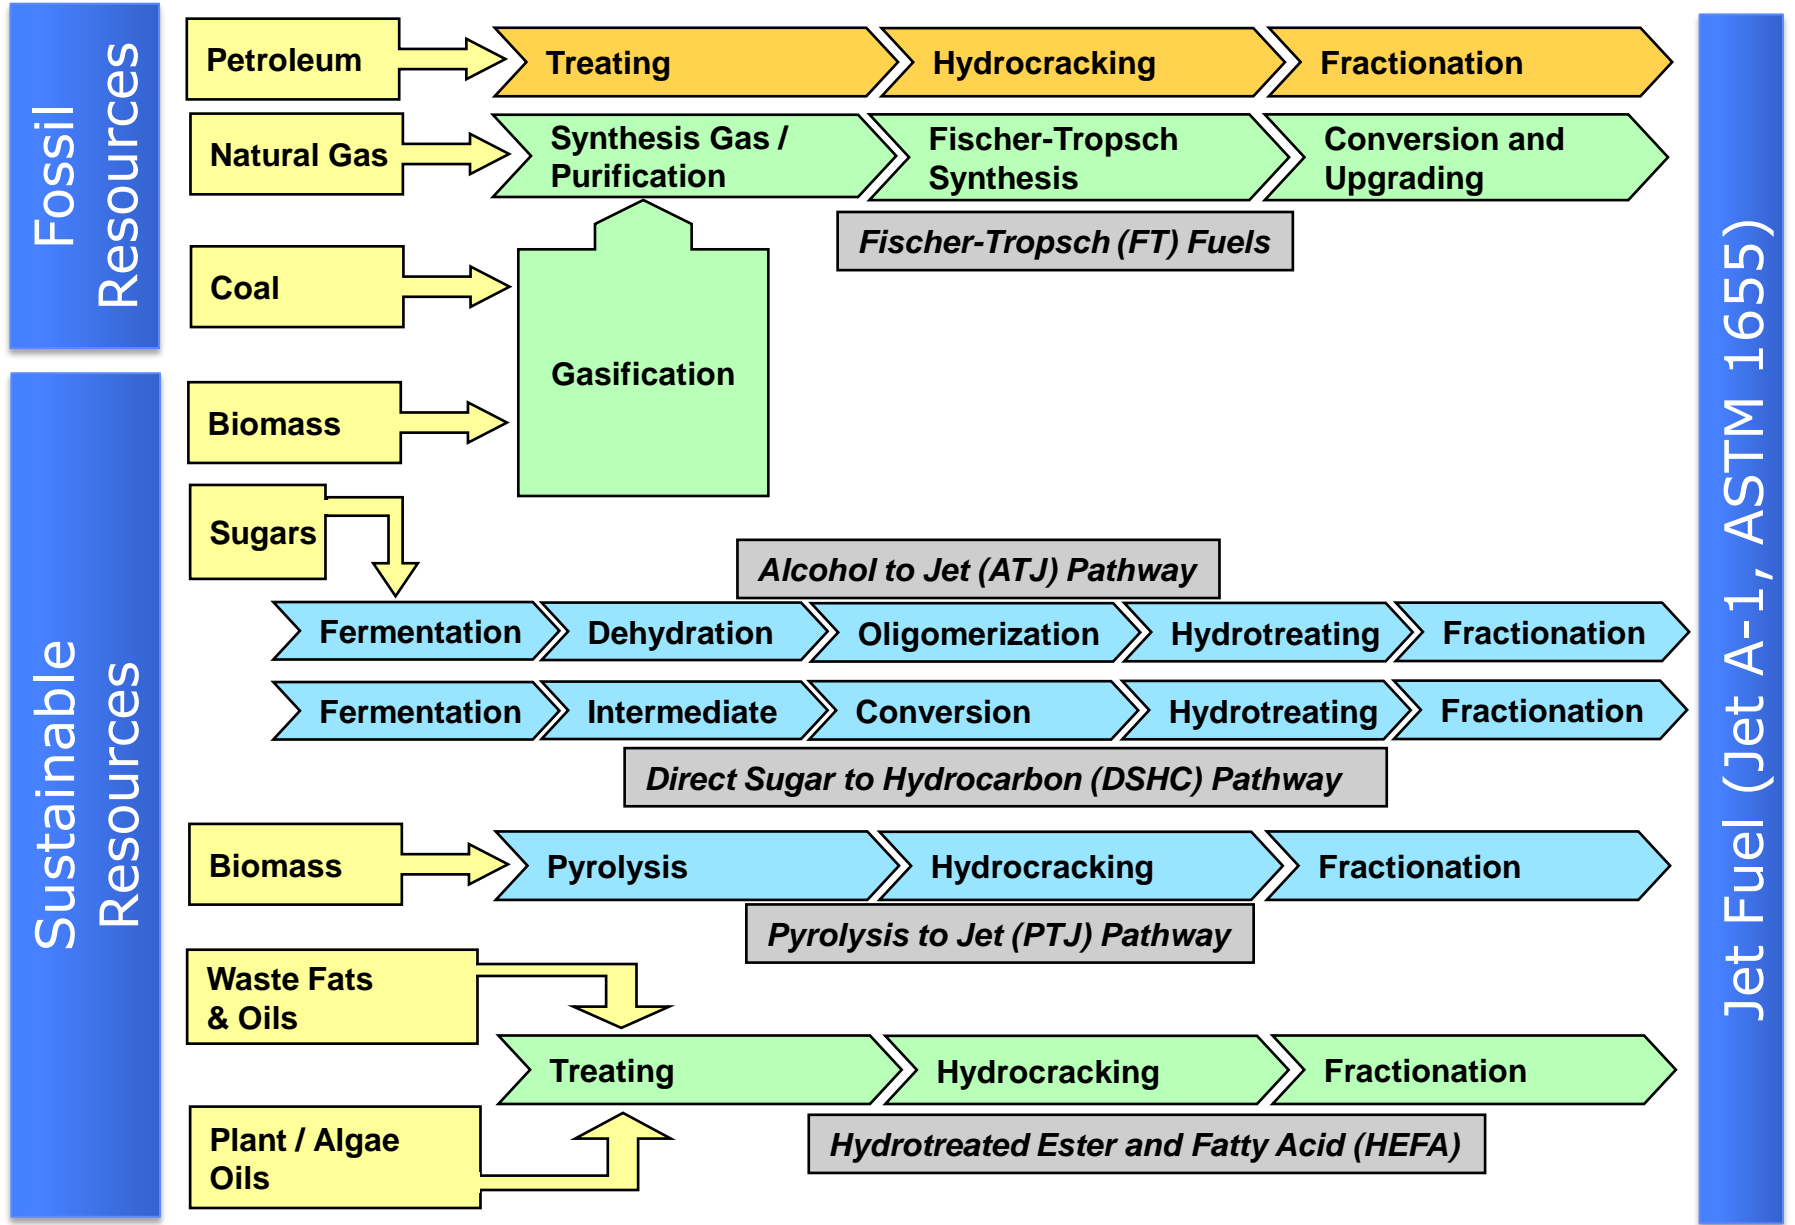 Fossil
Resources
Petroleum
Treating
Hydrocracking
Fractionation
Natural Gas
Synthesis Gas /
Purification
Fischer-Tropsch
Synthesis
Conversion and
Upgrading
Fischer-Tropsch (FT) Fuels
Coal
Gasification
Sustainable
Resources
Biomass
Sugars
Alcohol to Jet (ATJ) Pathway
Fermentation
Dehydration
Oligomerization
Hydrotreating
Fractionation
Fermentation
Intermediate
Conversion
Hydrotreating
Fractionation
Direct Sugar to Hydrocarbon (DSHC) Pathway
Biomass
Pyrolysis
Hydrocracking
Fractionation
Pyrolysis to Jet (PTJ) Pathway
Waste Fats
& Oils
Treating
Hydrocracking
Fractionation
Plant / Algae
Oils
Hydrotreated Ester and Fatty Acid (HEFA)
Jet Fuel (Jet A-1, ASTM 1655)